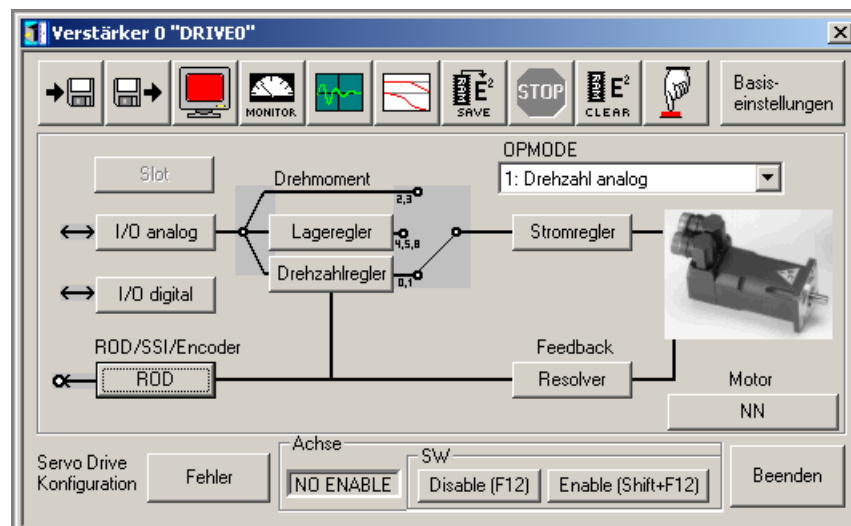 Verstärker 0 "DRIVE0"
MONITOR
E² SAVE
STOP
E² CLEAR
Basis-
einstellungen
OPMODE
1: Drehzahl analog
Slot
Drehmoment
2,3
I/O analog
Lageregler
4,5,8
Stromregler
Drehzahlregler
0,1
I/O digital
ROD/SSI/Encoder
ROD
Feedback
Resolver
Motor
NN
Servo Drive
Konfiguration
Fehler
Achse
NO ENABLE
SW
Disable (F12)
Enable (Shift+F12)
Beenden